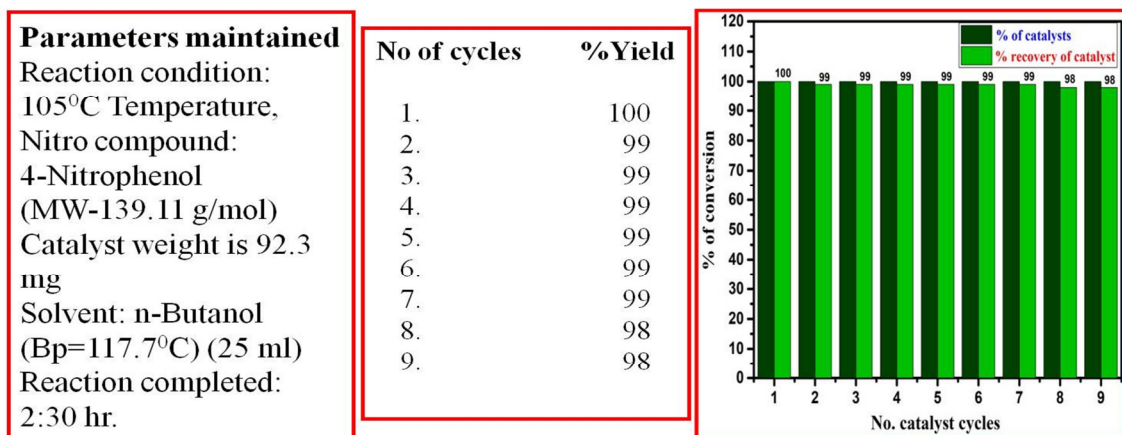 Parameters maintained
Reaction condition:
105⁰C Temperature,
Nitro compound:
4-Nitrophenol
(MW-139.11 g/mol)
Catalyst weight is 92.3
mg
Solvent: n-Butanol
(Bp=117.7⁰C) (25 ml)
Reaction completed:
2:30 hr.
No of cycles %Yield
1. 100
2. 99
3. 99
4. 99
5. 99
6. 99
7. 99
8. 98
9. 98
% of conversion
120
110
100
90
80
70
60
50
40
30
20
10
0
% of catalysts
% recovery of catalyst
100 99 99 99 99 99 99 98 98
1 2 3 4 5 6 7 8 9
No. catalyst cycles